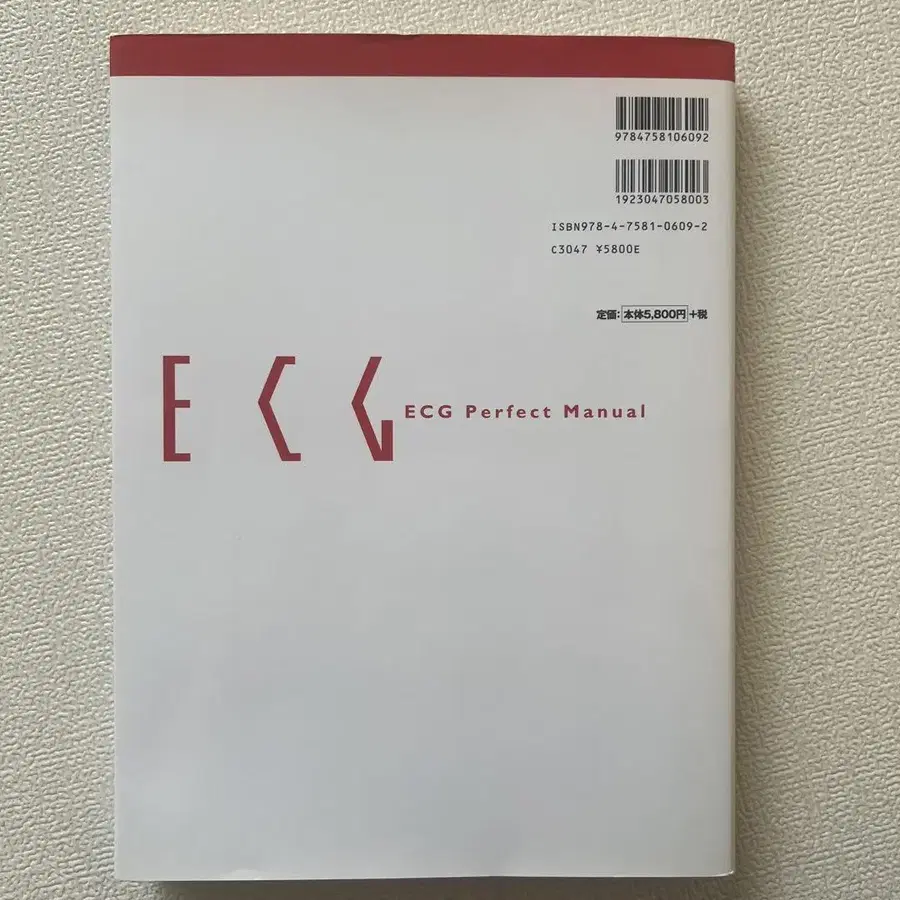 9784758106092
1923047058003
ISBN978-4-7581-0609-2
C3047 ¥5800E
定価：本体5,800円+税
ECG
ECG Perfect Manual